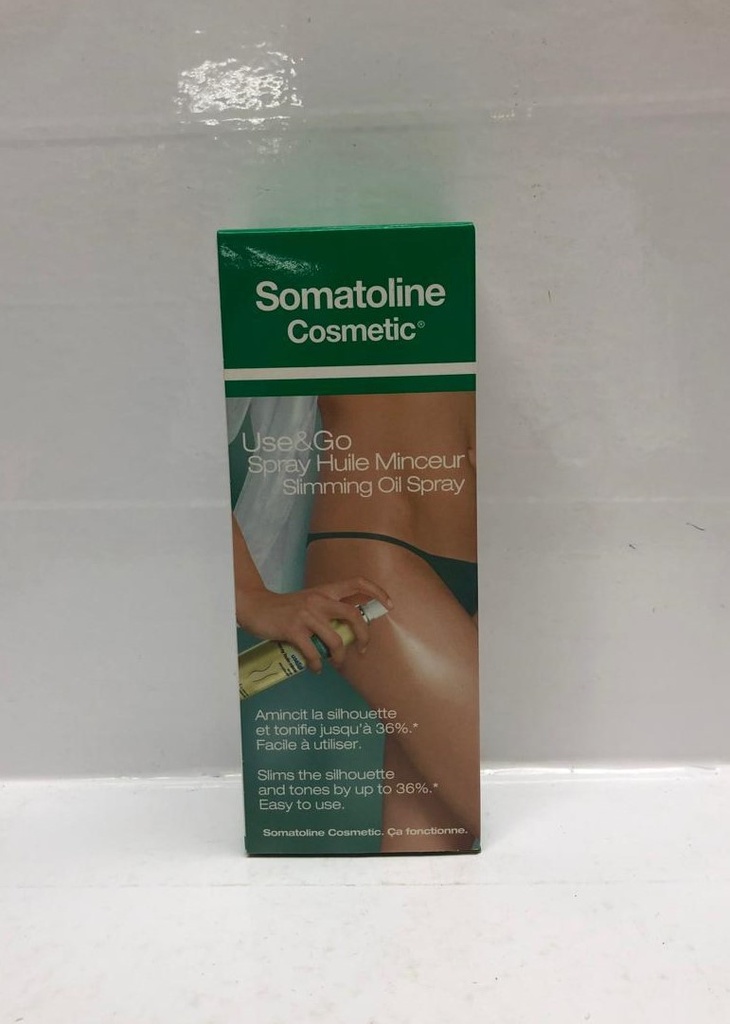 Somatoline
Cosmetic®
Use&Go
Spray Huile Minceur
Slimming Oil Spray
Amincit la silhouette
et tonifie jusqu'à 36%.*
Facile à utiliser.
Slims the silhouette
and tones by up to 36%.*
Easy to use.
Somatoline Cosmetic. Ça fonctionne.